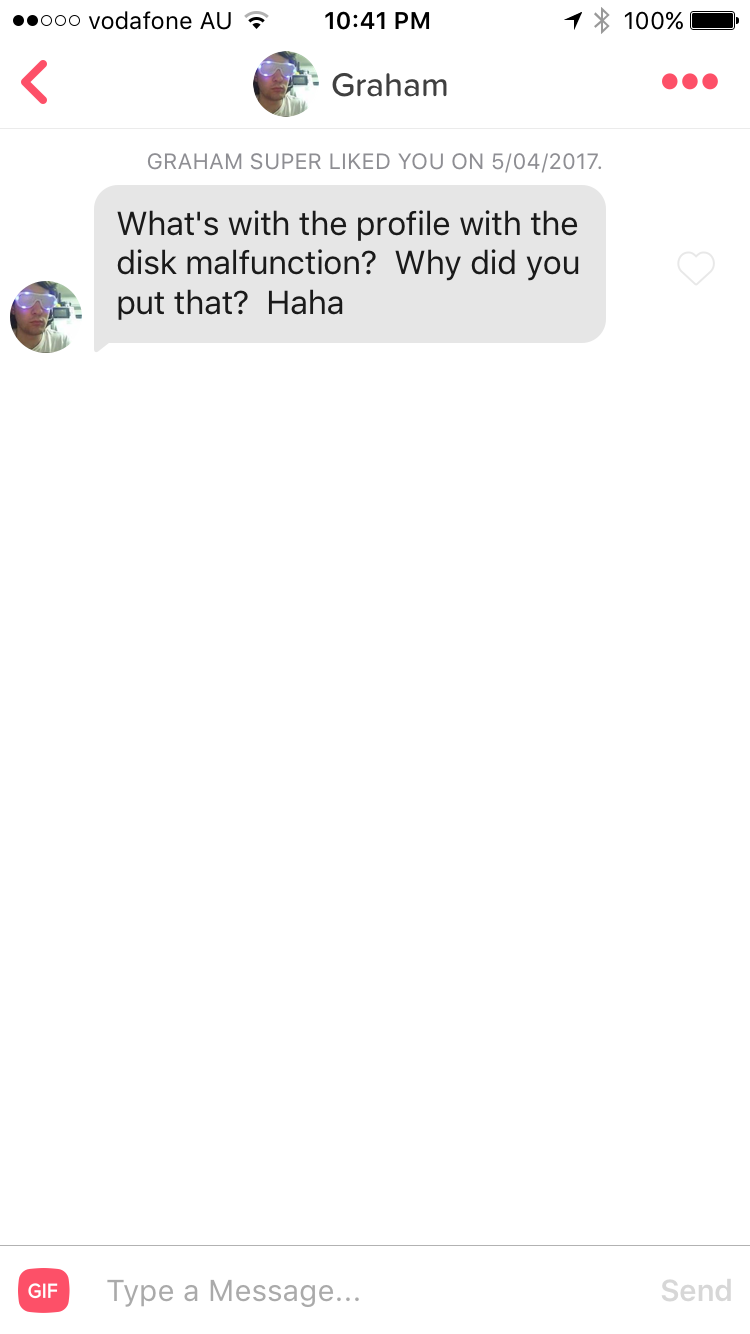 vodafone AU 10:41 PM 100%
Graham
GRAHAM SUPER LIKED YOU ON 5/04/2017.
What's with the profile with the
disk malfunction?  Why did you
put that?  Haha
GIF Type a Message... Send